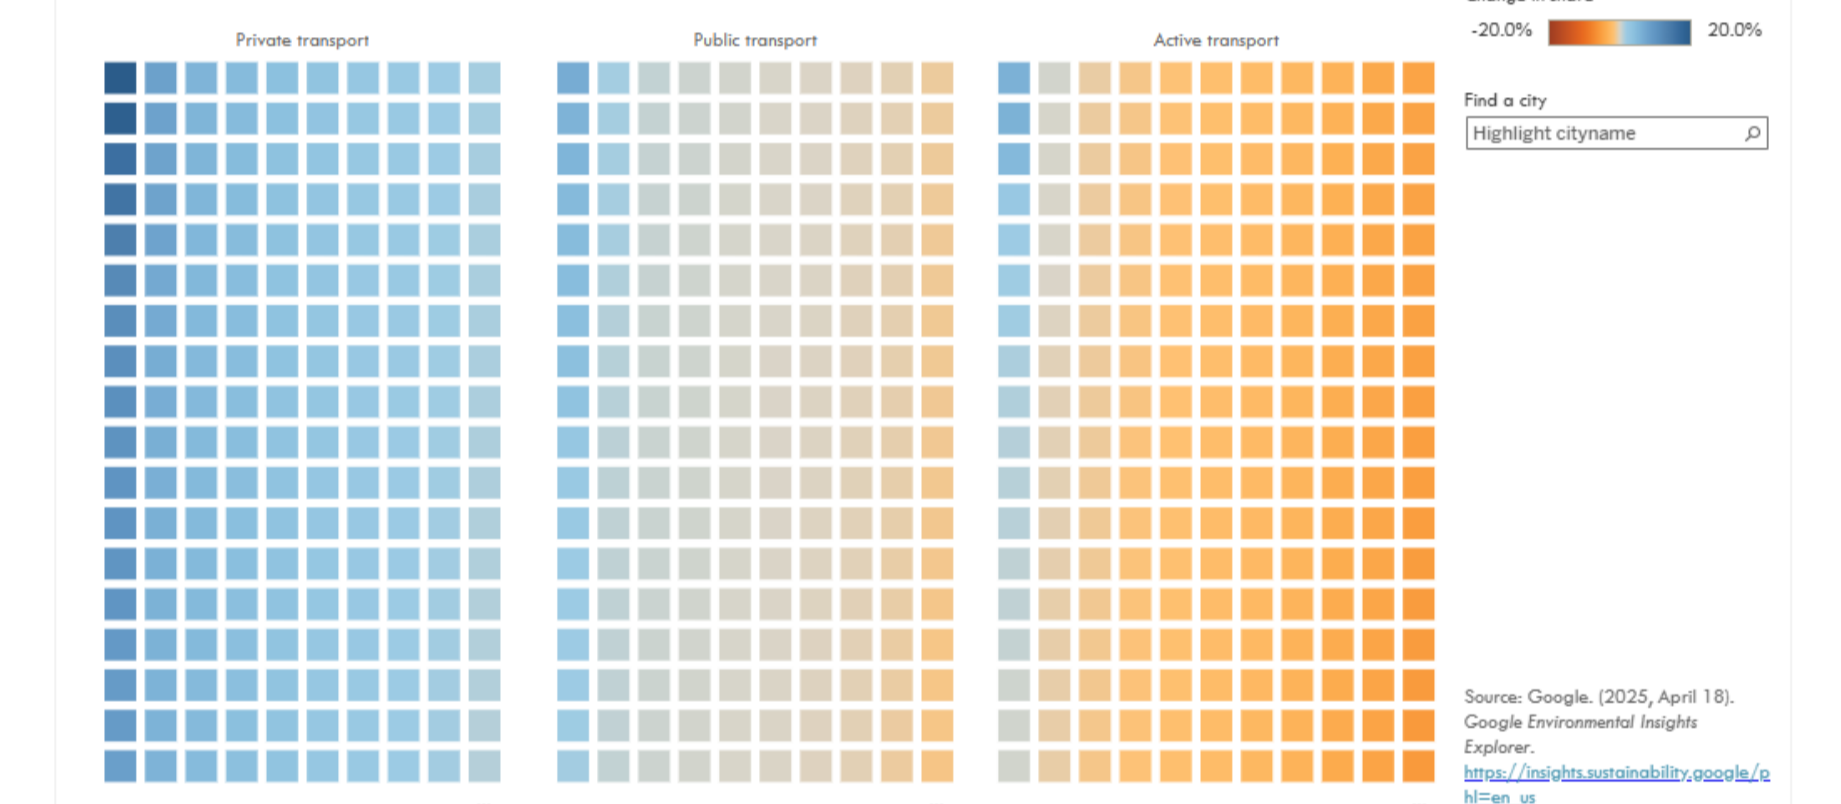 Private transport
Public transport
Active transport
-20.0%
20.0%
Find a city
Highlight cityname
Source: Google. (2025, April 18).
Google Environmental Insights
Explorer.
https://insights.sustainability.google/p
hl=en_us